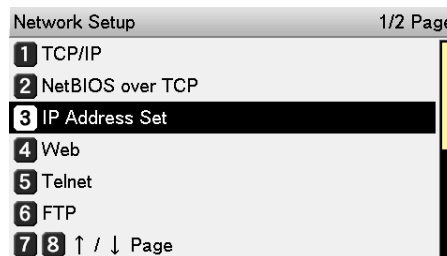 Network Setup 1/2 Page
1 TCP/IP
2 NetBIOS over TCP
3 IP Address Set
4 Web
5 Telnet
6 FTP
7 8 ↑ / ↓ Page